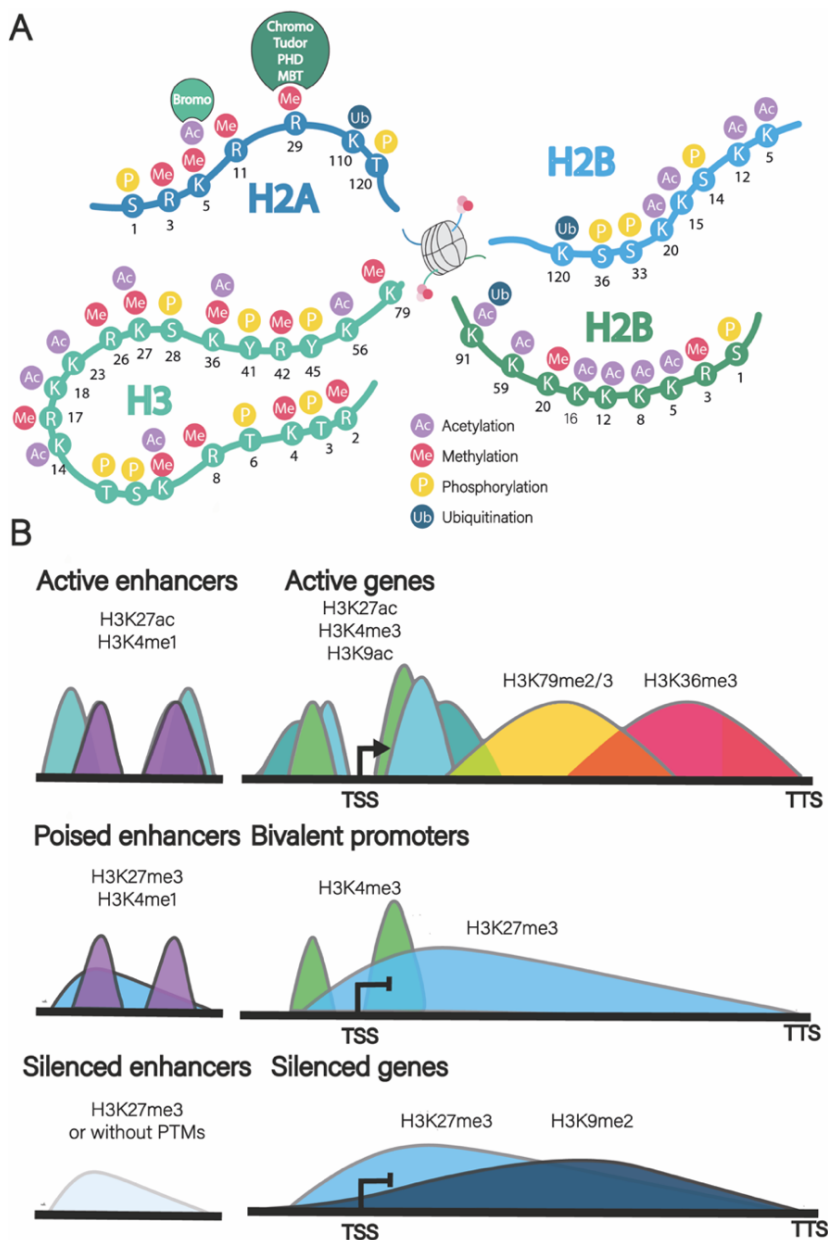 A
Chromo
Tudor
PHD
MBT
Bromo
Me
Ac
Me
Ub
P
Me
Me
P
S
R
K
R
R
K
T
1
3
5
11
29
110
120
H2A
H2B
Ac
Ac
P
Ac
Ac
P
P
Ub
K
S
S
K
K
S
K
K
120
36
33
20
15
14
12
5
Me
Ac
Ac
Ac
Me
Me
Me
P
P
Me
P
Ac
Ac
Me
Ac
K
R
K
S
K
Y
R
Y
K
K
K
R
K
23
26
27
28
36
41
42
45
56
79
18
17
14
H3
P
P
Ac
Me
Me
P
Me
P
Me
T
S
K
R
T
K
T
R
8
6
4
3
2
H2B
Ub
Ac
Ac
Me
Ac
Ac
Ac
Ac
Me
P
K
K
K
K
K
K
K
R
S
91
59
20
16
12
8
5
3
1
Ac Acetylation
Me Methylation
P Phosphorylation
Ub Ubiquitination
B
Active enhancers
H3K27ac
H3K4me1
Active genes
H3K27ac
H3K4me3
H3K9ac
H3K79me2/3
H3K36me3
TSS
TTS
Poised enhancers
H3K27me3
H3K4me1
Bivalent promoters
H3K4me3
H3K27me3
TSS
TTS
Silenced enhancers
H3K27me3
or without PTMs
Silenced genes
H3K27me3
H3K9me2
TSS
TTS